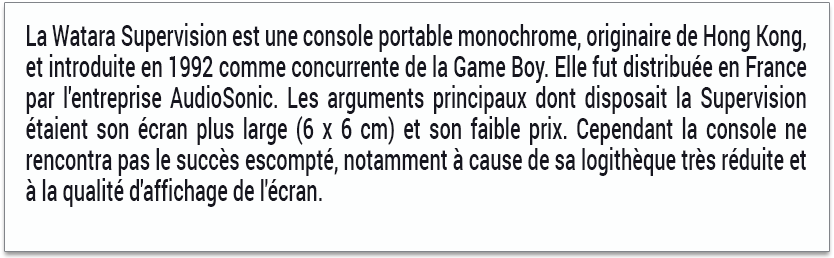 La Watara Supervision est une console portable monochrome, originaire de Hong Kong,
et introduite en 1992 comme concurrente de la Game Boy. Elle fut distribuée en France
par l'entreprise AudioSonic. Les arguments principaux dont disposait la Supervision
étaient son écran plus large (6 x 6 cm) et son faible prix. Cependant la console ne
rencontra pas le succès escompté, notamment à cause de sa logithèque très réduite et
à la qualité d'affichage de l'écran.